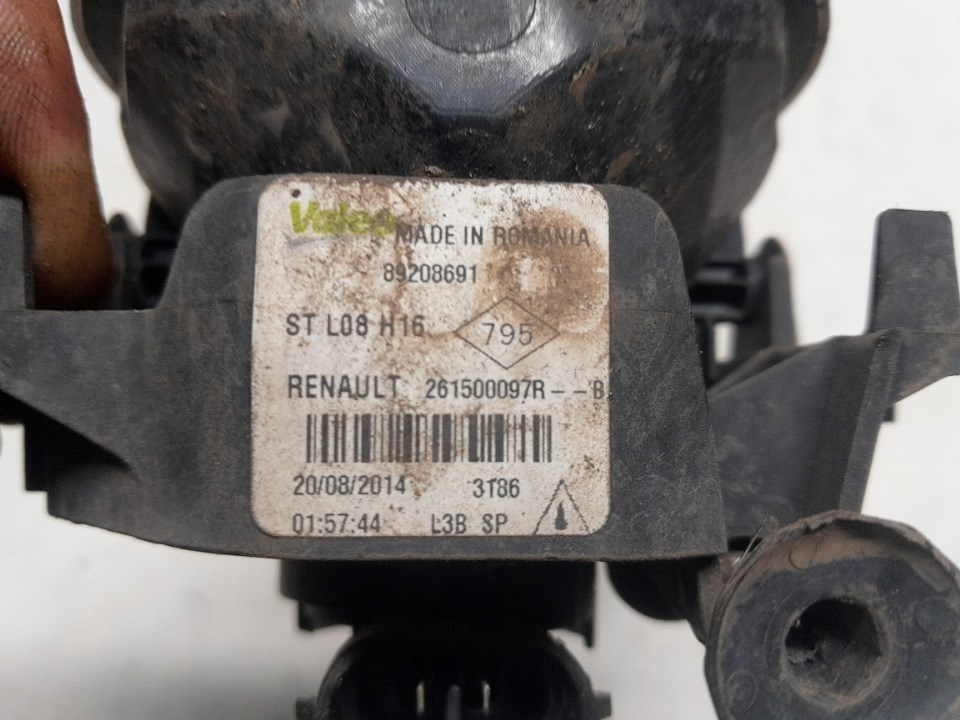 Valeo MADE IN ROMANIA
89208691
ST L08 H16 795
RENAULT 261500097R--B
20/08/2014 3186
01:57:44 L3B SP